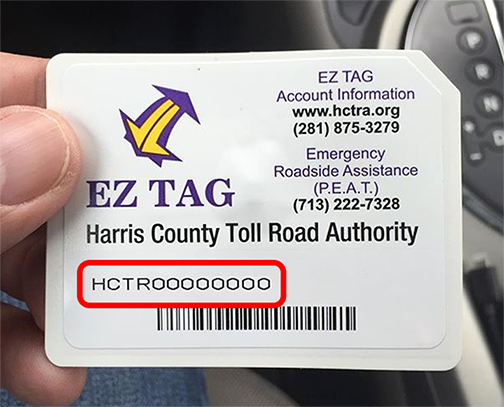 EZ TAG
Account Information
www.hctra.org
(281) 875-3279
Emergency
Roadside Assistance
(P.E.A.T.)
(713) 222-7328
EZ TAG
Harris County Toll Road Authority
HCTR00000000